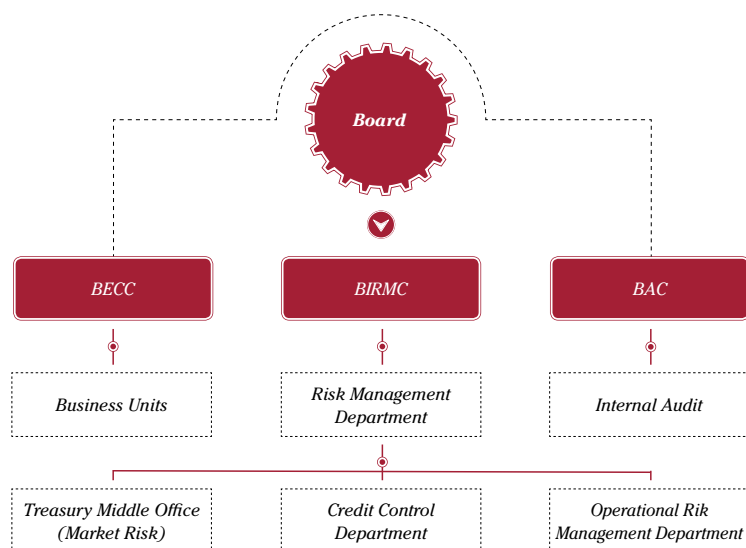 Board
BECC
BIRMC
BAC
Business Units
Risk Management
Department
Internal Audit
Treasury Middle Office
(Market Risk)
Credit Control
Department
Operational Rik
Management Department